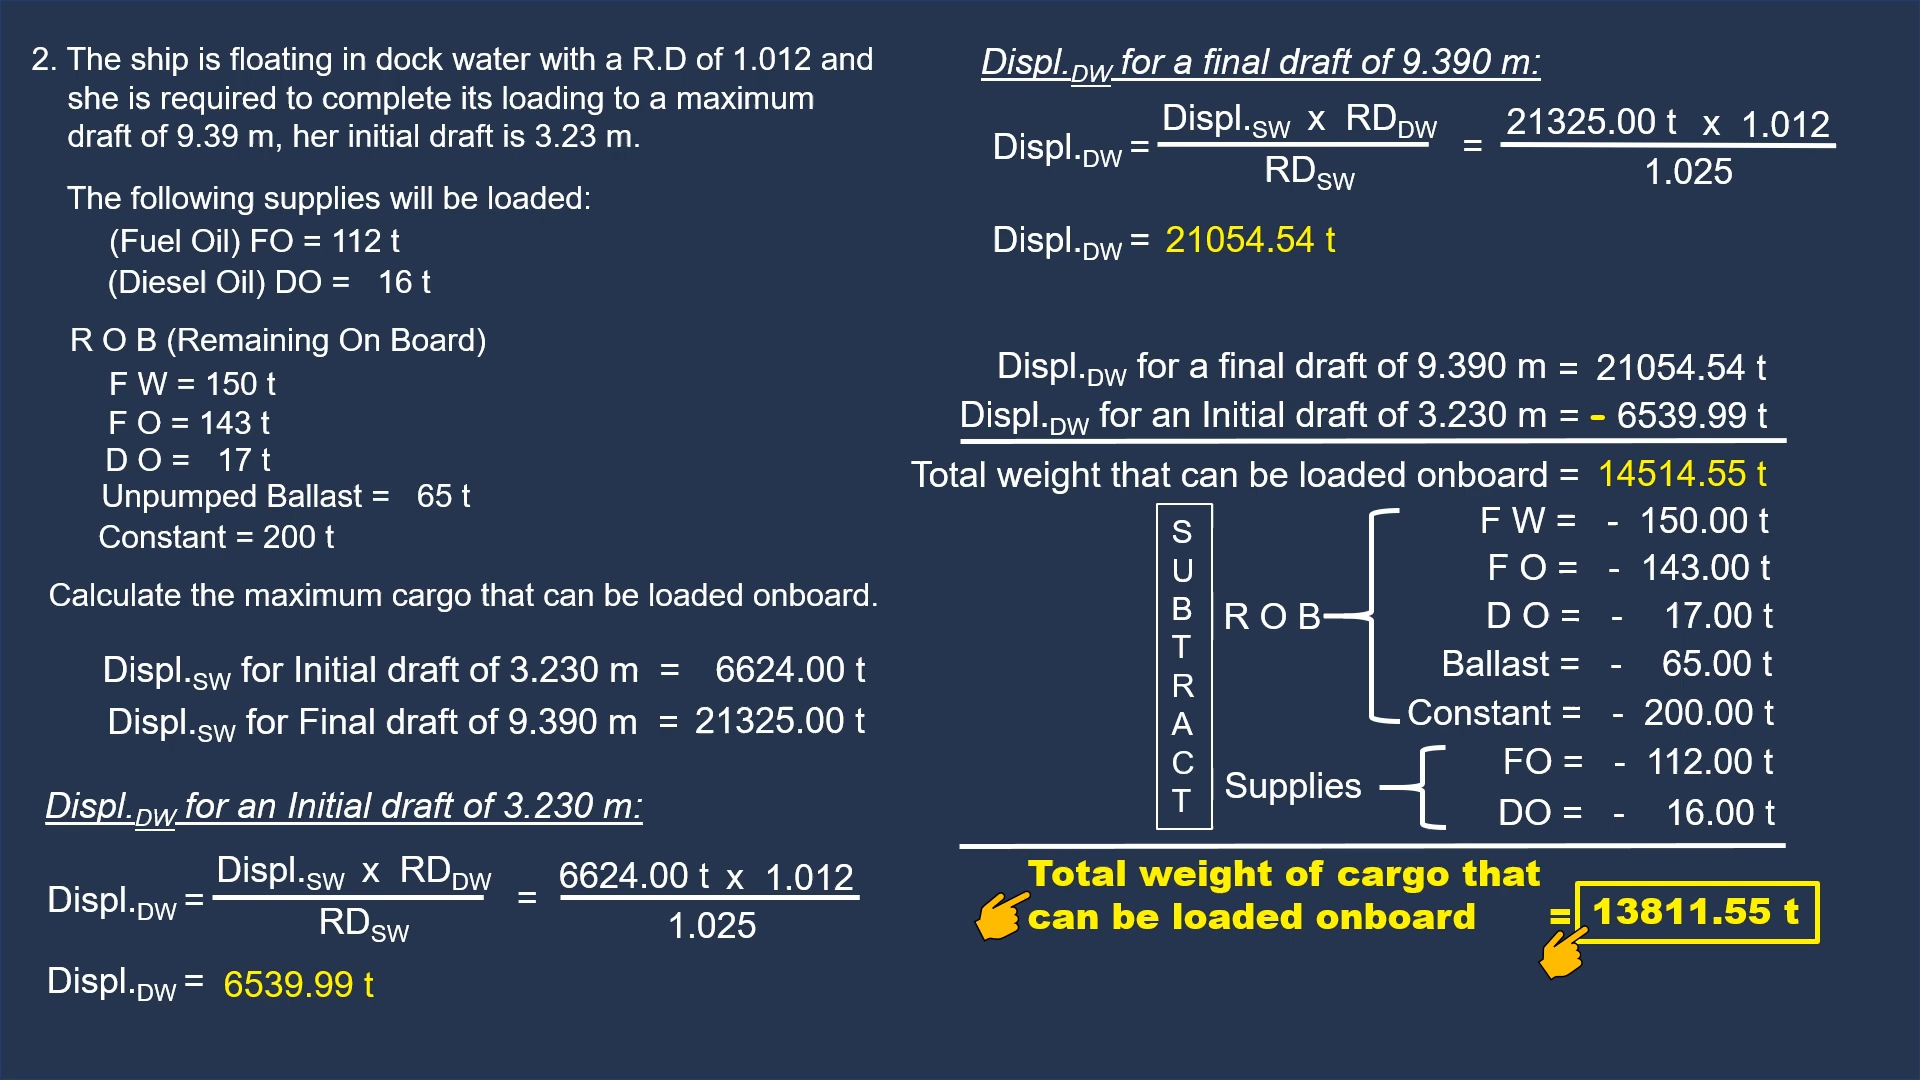 2. The ship is floating in dock water with a R.D of 1.012 and
she is required to complete its loading to a maximum
draft of 9.39 m, her initial draft is 3.23 m.
The following supplies will be loaded:
(Fuel Oil) FO = 112 t
(Diesel Oil) DO = 16 t
R O B (Remaining On Board)
F W = 150 t
F O = 143 t
D O = 17 t
Unpumped Ballast = 65 t
Constant = 200 t
Calculate the maximum cargo that can be loaded onboard.
Displ.SW for Initial draft of 3.230 m = 6624.00 t
Displ.SW for Final draft of 9.390 m = 21325.00 t
Displ.DW for an Initial draft of 3.230 m:
Displ.SW x RDDW
6624.00 t x 1.012
Displ.DW =
=
RDSW
1.025
Displ.DW = 6539.99 t
Displ.DW for a final draft of 9.390 m:
Displ.SW x RDDW
21325.00 t x 1.012
Displ.DW =
=
RDSW
1.025
Displ.DW = 21054.54 t
Displ.DW for a final draft of 9.390 m = 21054.54 t
Displ.DW for an Initial draft of 3.230 m = - 6539.99 t
Total weight that can be loaded onboard = 14514.55 t
SUBTRACT
R O B
F W = - 150.00 t
F O = - 143.00 t
D O = - 17.00 t
Ballast = - 65.00 t
Constant = - 200.00 t
Supplies
FO = - 112.00 t
DO = - 16.00 t
Total weight of cargo that
can be loaded onboard = 13811.55 t